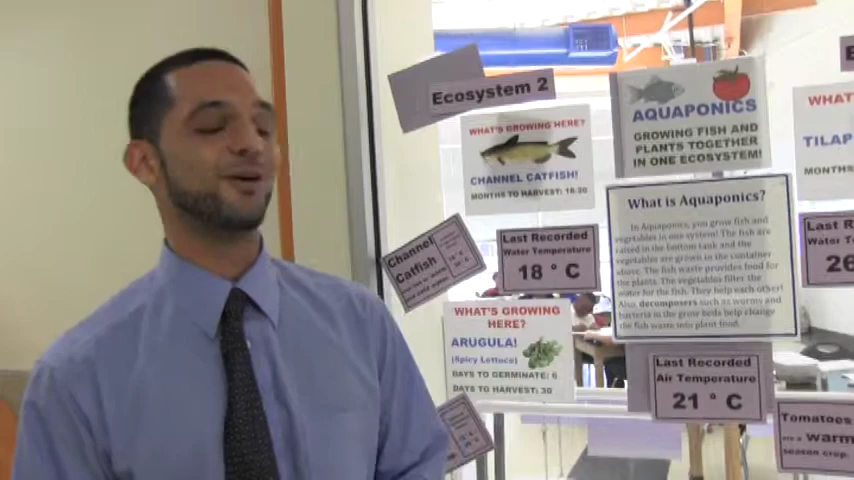 Ecosystem 2
WHAT'S GROWING HERE?
CHANNEL CATFISH!
MONTHS TO HARVEST: 18-20
AQUAPONICS
GROWING FISH AND
PLANTS TOGETHER
IN ONE ECOSYSTEM!
WHAT
TILAP
MONTHS
Channel
Catfish
Last Recorded
Water Temperature
18 ° C
What is Aquaponics?
In Aquaponics, you grow fish and
vegetables in one system! The fish are
raised in the bottom tank and the
vegetables are grown in the container
above. The fish waste provides food for
the plants. The vegetables filter the
water for the fish. They help each other!
Also, decomposers such as worms and
bacteria in the grow beds help change
fish waste into plant food!
Last R
Water T
26
WHAT'S GROWING
HERE?
ARUGULA!
(Spicy Lettuce)
DAYS TO GERMINATE: 6
DAYS TO HARVEST: 30
Last Recorded
Air Temperature
21 ° C
Tomatoes
are a warm
season crop.